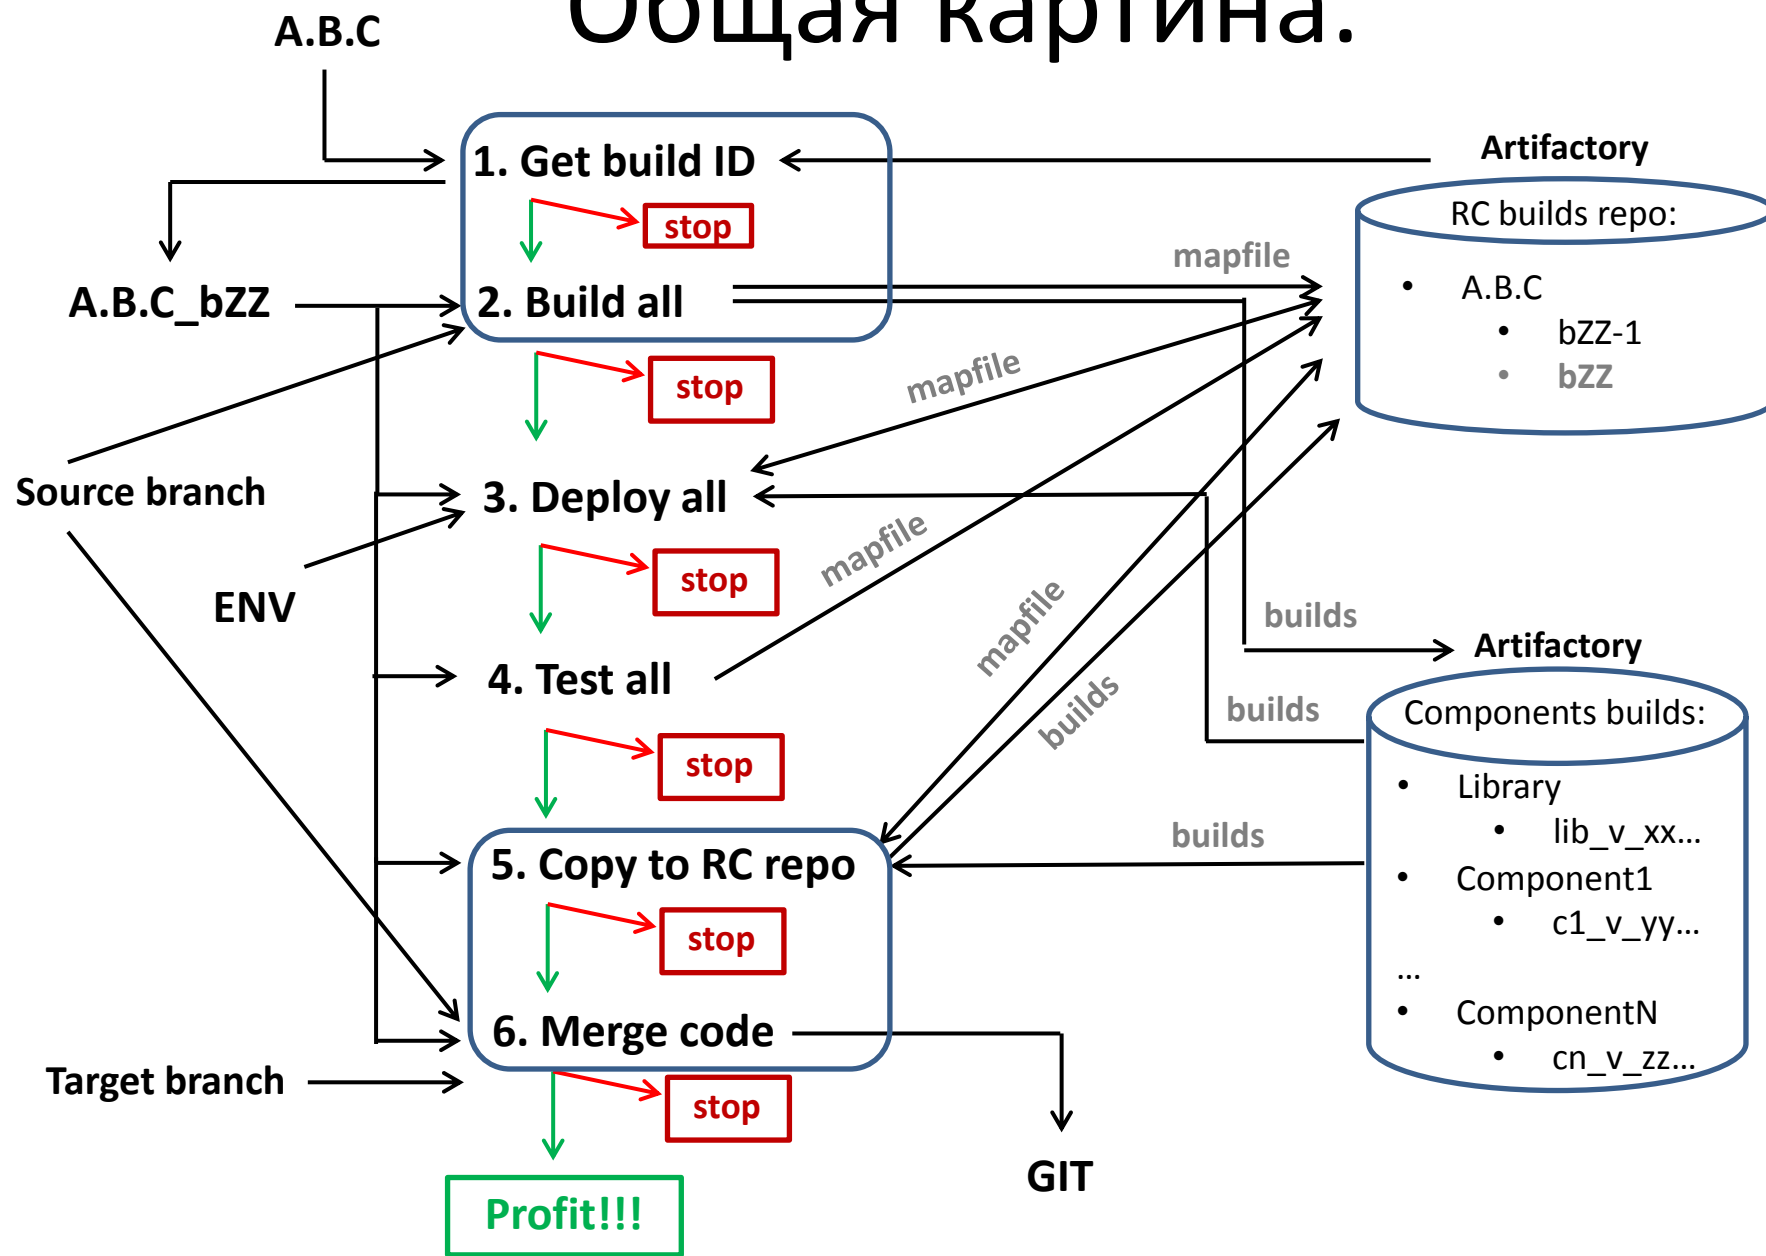 Общая картина.
A.B.C
1. Get build ID
Artifactory
stop
RC builds repo:
mapfile
A.B.C_bZZ
2. Build all
• A.B.C
• bZZ-1
• bZZ
stop
mapfile
Source branch
3. Deploy all
mapfile
stop
ENV
mapfile
builds
4. Test all
Artifactory
builds
builds
Components builds:
stop
• Library
• lib_v_xx...
builds
5. Copy to RC repo
• Component1
• c1_v_yy...
stop
...
• ComponentN
6. Merge code
• cn_v_zz...
Target branch
stop
GIT
Profit!!!